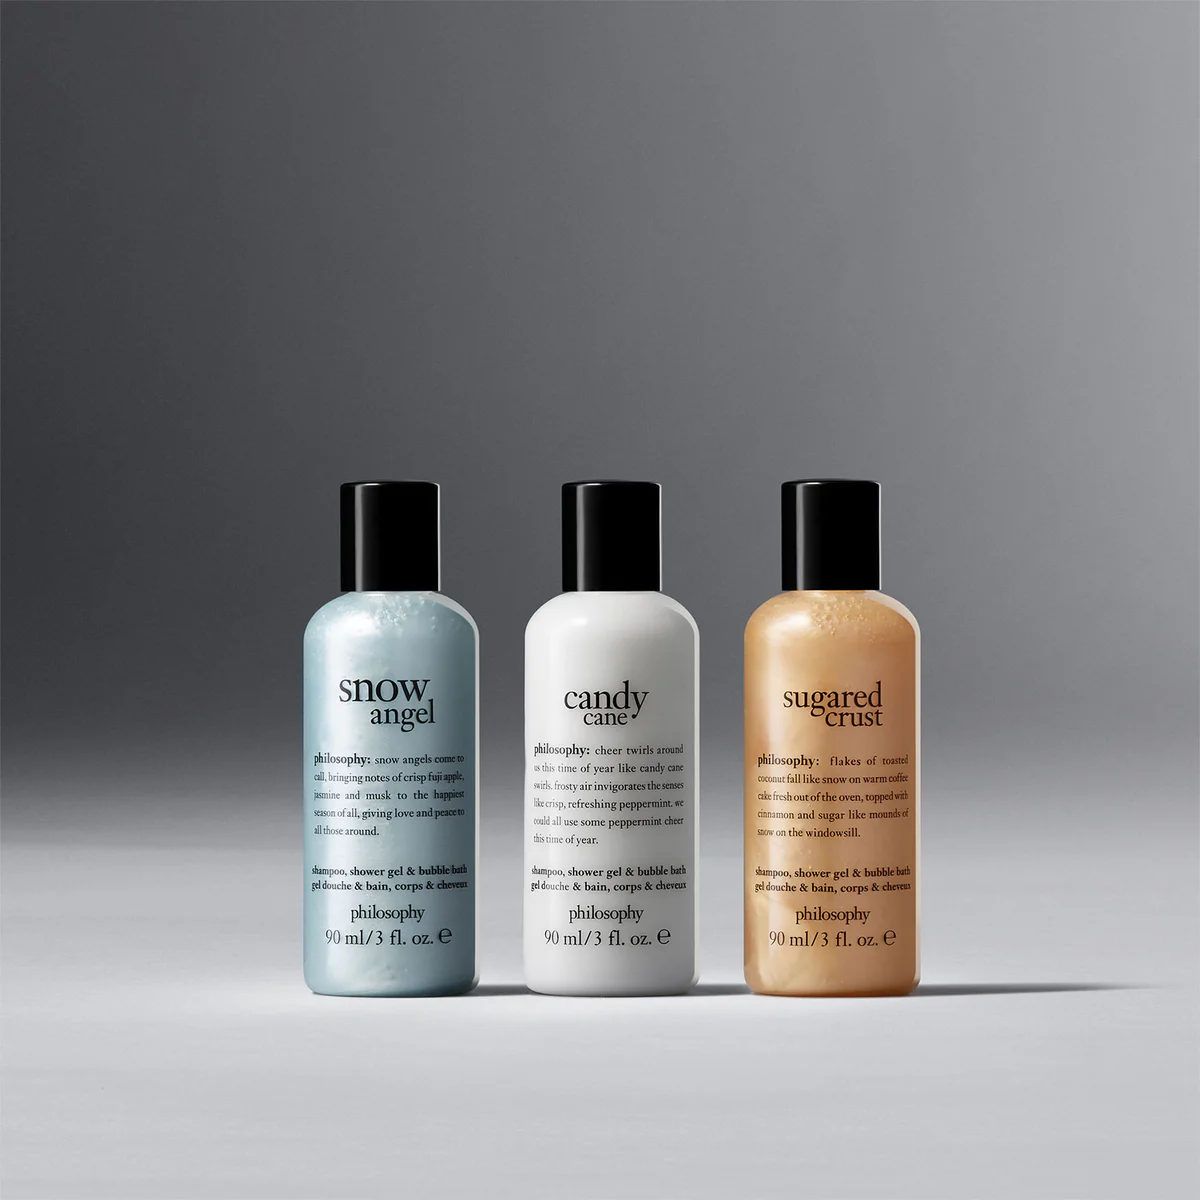 snow
angel
philosophy: snow angels come to
call, bringing notes of crisp fuji apple,
jasmine and musk to the happiest
season of all, giving love and peace to
all those around.
shampoo, shower gel & bubble bath
gel douche & bain, corps & cheveux
philosophy
90 ml/3 fl. oz. ℮
candy
cane
philosophy: cheer twirls around
us this time of year like candy cane
swirls. frosty air invigorates the senses
like crisp, refreshing peppermint. we
could all use some peppermint cheer
this time of year.
shampoo, shower gel & bubble bath
gel douche & bain, corps & cheveux
philosophy
90 ml/3 fl. oz. ℮
sugared
crust
philosophy: flakes of toasted
coconut fall like snow on warm coffee
cake fresh out of the oven, topped with
cinnamon and sugar like mounds of
snow on the windowsill.
shampoo, shower gel & bubble bath
gel douche & bain, corps & cheveux
philosophy
90 ml/3 fl. oz. ℮